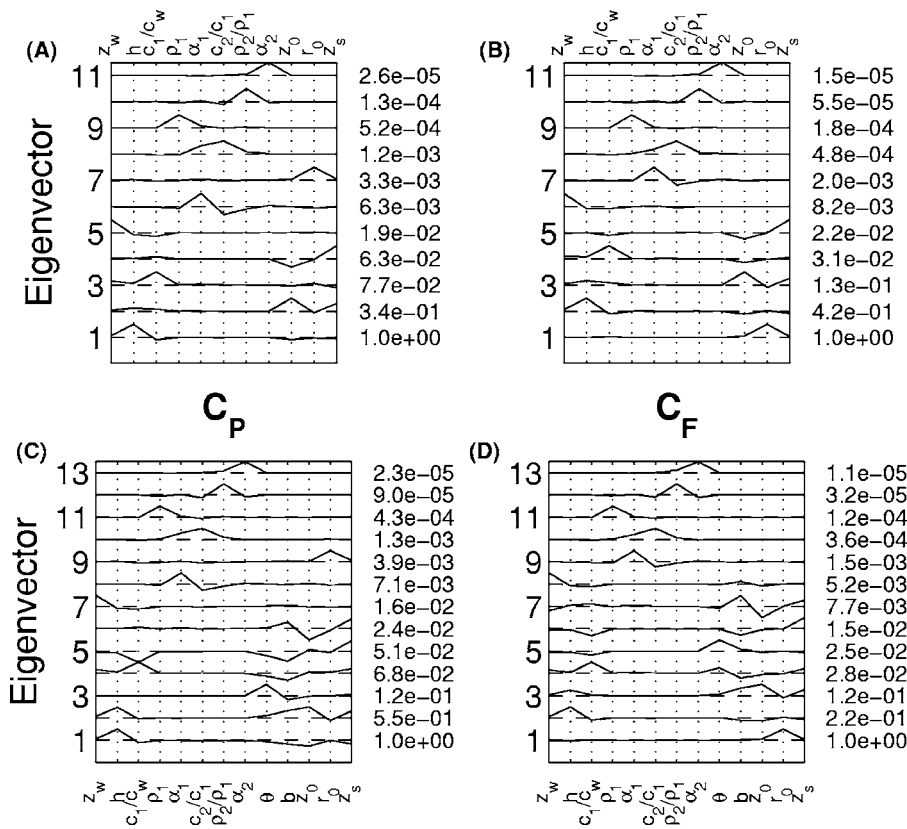 (A)
z_w h c_1/c_w ρ_1 α_1 c_2/c_1 ρ_2/ρ_1 α_2 z_0 r_0 z_s
11
9
7
5
3
1
Eigenvector
2.6e−05
1.3e−04
5.2e−04
1.2e−03
3.3e−03
6.3e−03
1.9e−02
6.3e−02
7.7e−02
3.4e−01
1.0e+00
(B)
z_w h c_1/c_w ρ_1 α_1 c_2/c_1 ρ_2/ρ_1 α_2 z_0 r_0 z_s
11
9
7
5
3
1
1.5e−05
5.5e−05
1.8e−04
4.8e−04
2.0e−03
8.2e−03
2.2e−02
3.1e−02
1.3e−01
4.2e−01
1.0e+00
C_P
C_F
(C)
13
11
9
7
5
3
1
Eigenvector
2.3e−05
9.0e−05
4.3e−04
1.3e−03
3.9e−03
7.1e−03
1.6e−02
2.4e−02
5.1e−02
6.8e−02
1.2e−01
5.5e−01
1.0e+00
z_w h c_1/c_w ρ_1 α_1 c_2/c_1 ρ_2/ρ_1 α_2 θ b z_0 r_0 z_s
(D)
13
11
9
7
5
3
1
1.1e−05
3.2e−05
1.2e−04
3.6e−04
1.5e−03
5.2e−03
7.7e−03
1.5e−02
2.5e−02
2.8e−02
1.2e−01
2.2e−01
1.0e+00
z_w h c_1/c_w ρ_1 α_1 c_2/c_1 ρ_2/ρ_1 α_2 θ b z_0 r_0 z_s